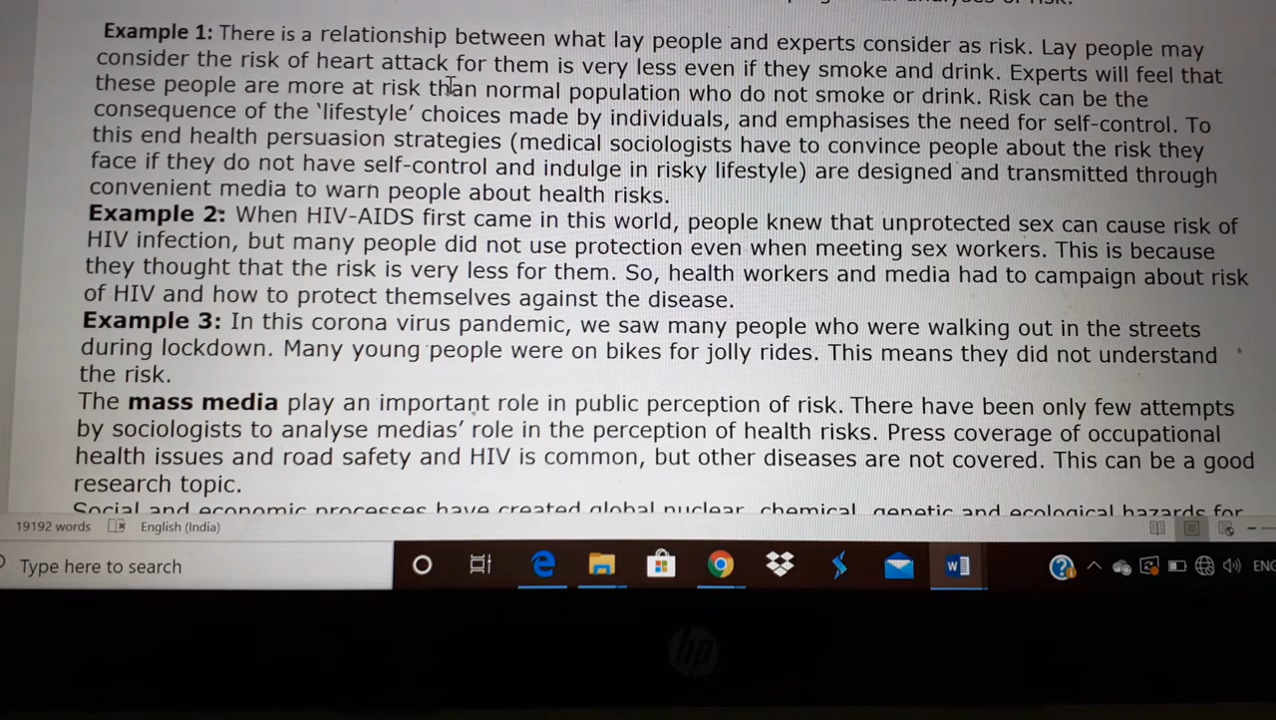 Example 1: There is a relationship between what lay people and experts consider as risk. Lay people may
consider the risk of heart attack for them is very less even if they smoke and drink. Experts will feel that
these people are more at risk than normal population who do not smoke or drink. Risk can be the
consequence of the ‘lifestyle’ choices made by individuals, and emphasises the need for self-control. To
this end health persuasion strategies (medical sociologists have to convince people about the risk they
face if they do not have self-control and indulge in risky lifestyle) are designed and transmitted through
convenient media to warn people about health risks.
Example 2: When HIV-AIDS first came in this world, people knew that unprotected sex can cause risk of
HIV infection, but many people did not use protection even when meeting sex workers. This is because
they thought that the risk is very less for them. So, health workers and media had to campaign about risk
of HIV and how to protect themselves against the disease.
Example 3: In this corona virus pandemic, we saw many people who were walking out in the streets
during lockdown. Many young people were on bikes for jolly rides. This means they did not understand
the risk.
The mass media play an important role in public perception of risk. There have been only few attempts
by sociologists to analyse medias’ role in the perception of health risks. Press coverage of occupational
health issues and road safety and HIV is common, but other diseases are not covered. This can be a good
research topic.
Social and economic processes have created global nuclear, chemical, genetic and ecological hazards for
19192 words English (India)
Type here to search
ENG
hp